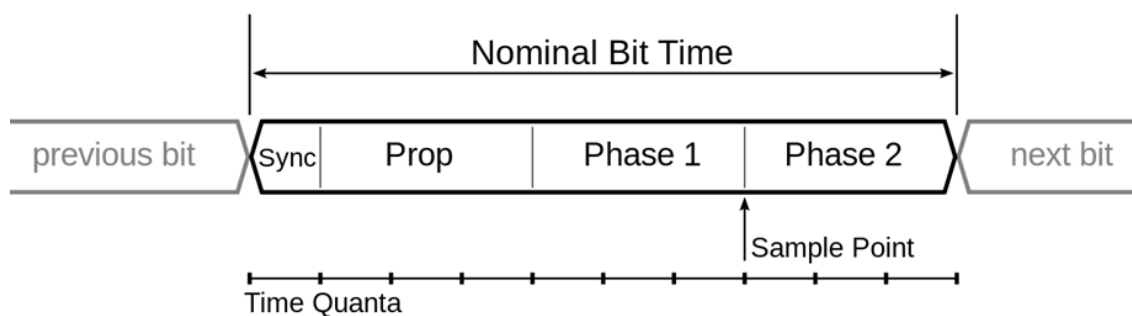 Nominal Bit Time
previous bit Sync Prop Phase 1 Phase 2 next bit
Sample Point
Time Quanta